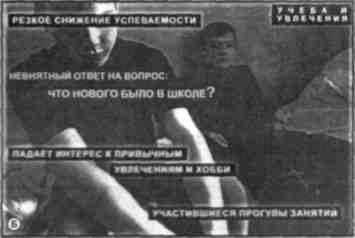 РЕЗКОЕ СНИЖЕНИЕ УСПЕВАЕМОСТИ
УЧЕБА И
УВЛЕЧЕНИЯ
НЕВНЯТНЫЙ ОТВЕТ НА ВОПРОС:
ЧТО НОВОГО БЫЛО В ШКОЛЕ?
ПАДАЕТ ИНТЕРЕС К ПРИВЫЧНЫМ
УВЛЕЧЕНИЯМ И ХОББИ
УЧАСТИВШИЕСЯ ПРОГУЛЫ ЗАНЯТИЙ
Б